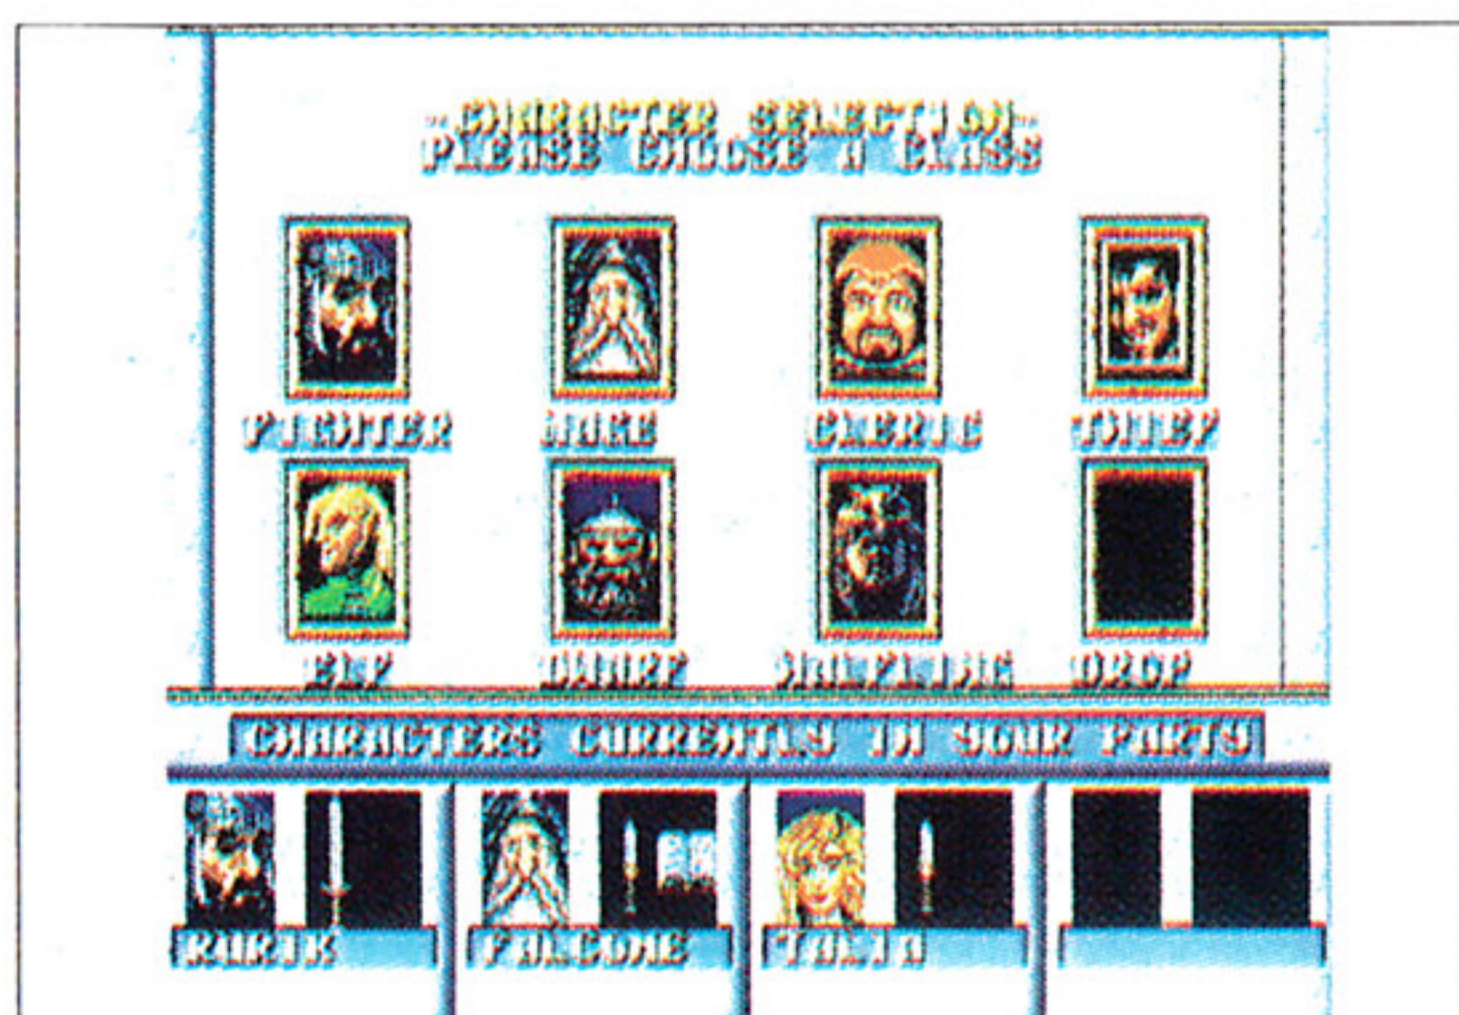 CHARACTER SELECTION
PLEASE CHOOSE A CLASS
FIGHTER MAGE CLERIC THIEF
ELF DWARF HALFLING DROP
CHARACTERS CURRENTLY IN YOUR PARTY
RURIK FALCONE TALIA